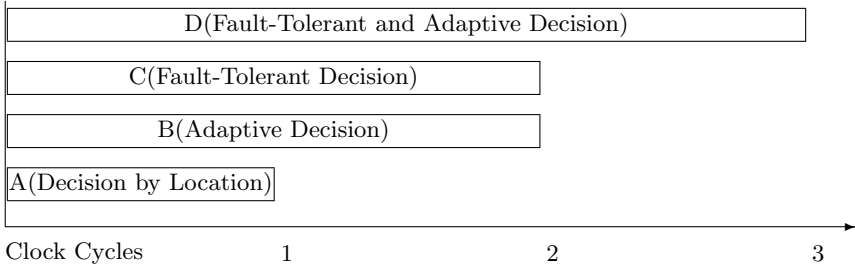 D(Fault-Tolerant and Adaptive Decision)
C(Fault-Tolerant Decision)
B(Adaptive Decision)
A(Decision by Location)
Clock Cycles 1 2 3